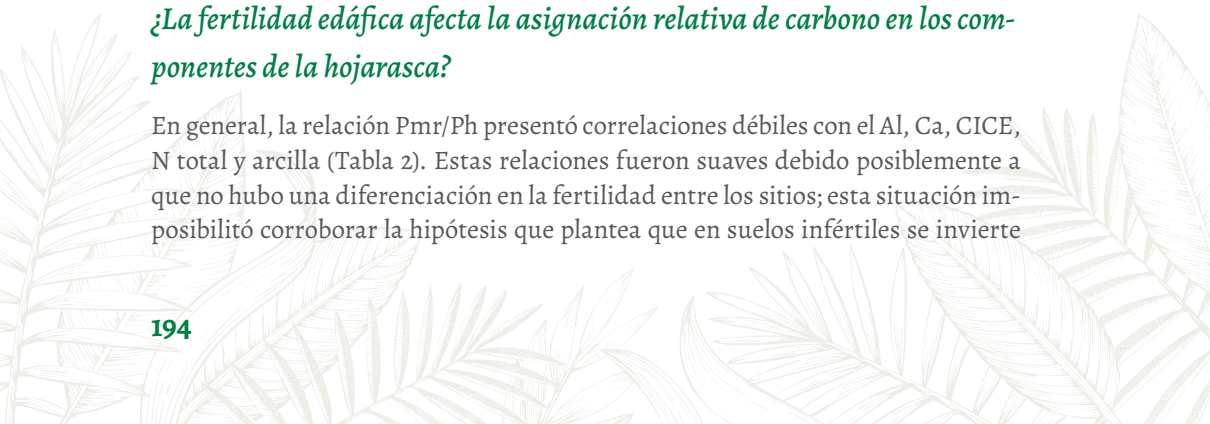 ¿La fertilidad edáfica afecta la asignación relativa de carbono en los com-
ponentes de la hojarasca?
En general, la relación Pmr/Ph presentó correlaciones débiles con el Al, Ca, CICE,
N total y arcilla (Tabla 2). Estas relaciones fueron suaves debido posiblemente a
que no hubo una diferenciación en la fertilidad entre los sitios; esta situación im-
posibilitó corroborar la hipótesis que plantea que en suelos infértiles se invierte
194